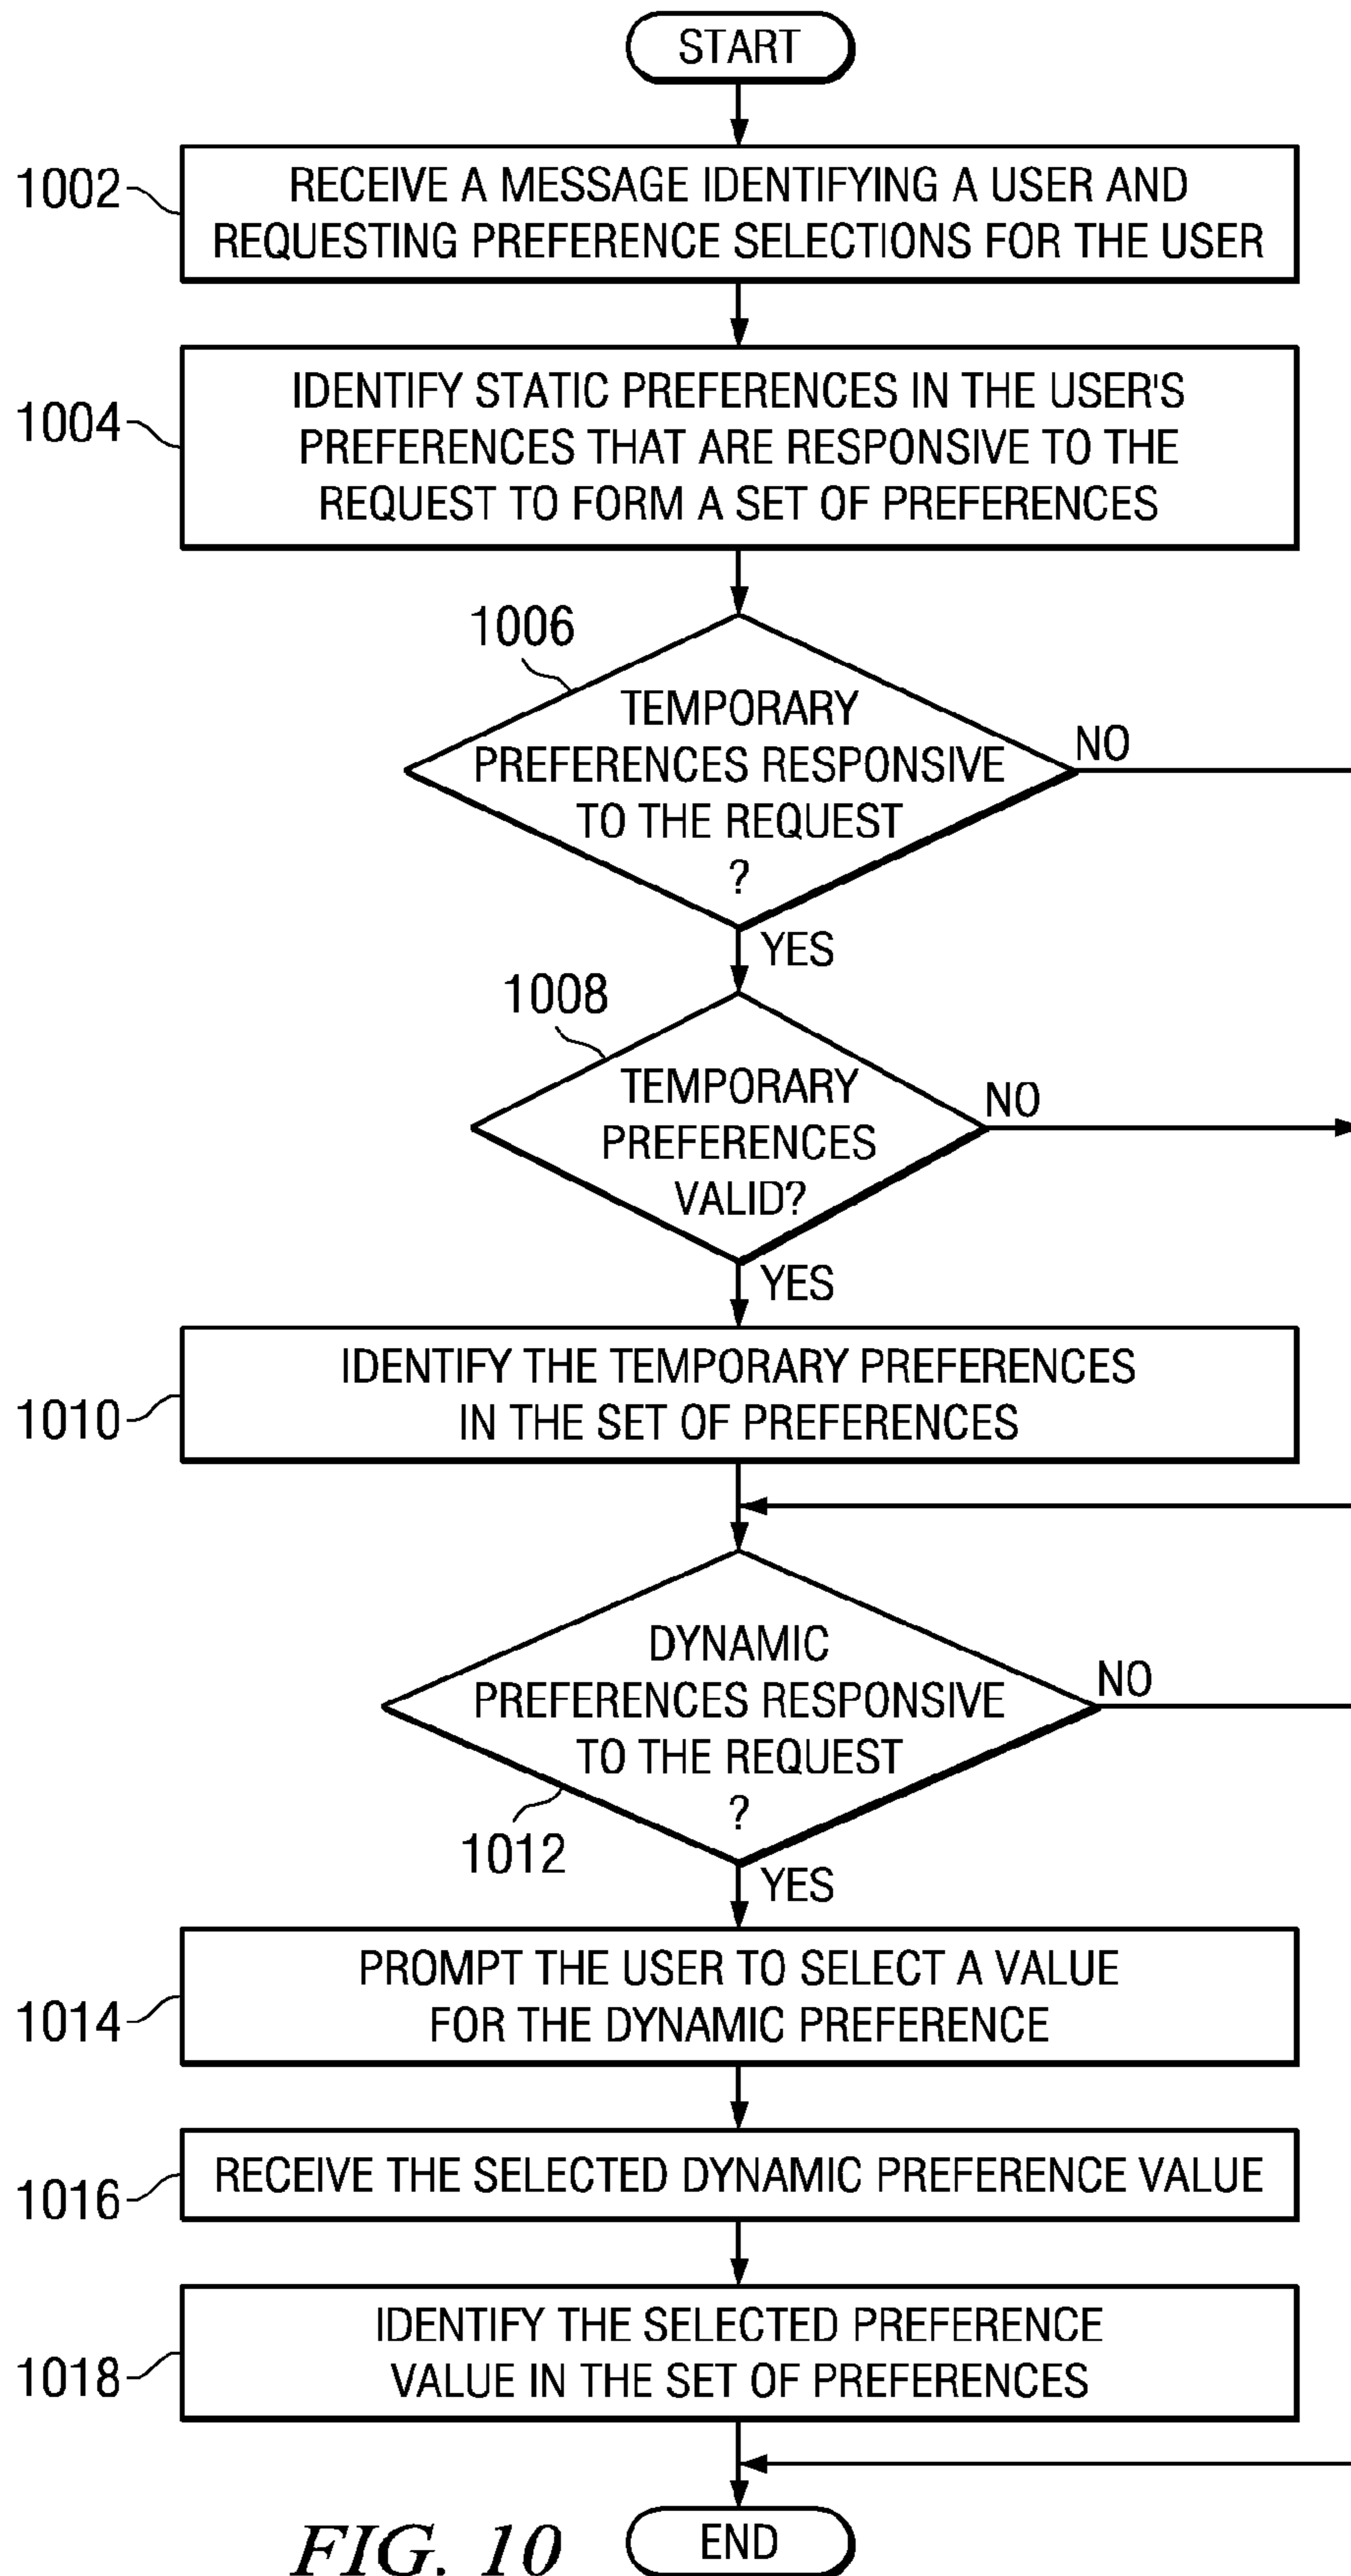 START
1002
RECEIVE A MESSAGE IDENTIFYING A USER AND
REQUESTING PREFERENCE SELECTIONS FOR THE USER
1004
IDENTIFY STATIC PREFERENCES IN THE USER'S
PREFERENCES THAT ARE RESPONSIVE TO THE
REQUEST TO FORM A SET OF PREFERENCES
1006
TEMPORARY
PREFERENCES RESPONSIVE
TO THE REQUEST
?
NO
YES
1008
TEMPORARY
PREFERENCES
VALID?
NO
YES
1010
IDENTIFY THE TEMPORARY PREFERENCES
IN THE SET OF PREFERENCES
DYNAMIC
PREFERENCES RESPONSIVE
TO THE REQUEST
?
NO
1012
YES
1014
PROMPT THE USER TO SELECT A VALUE
FOR THE DYNAMIC PREFERENCE
1016
RECEIVE THE SELECTED DYNAMIC PREFERENCE VALUE
1018
IDENTIFY THE SELECTED PREFERENCE
VALUE IN THE SET OF PREFERENCES
FIG. 10
END